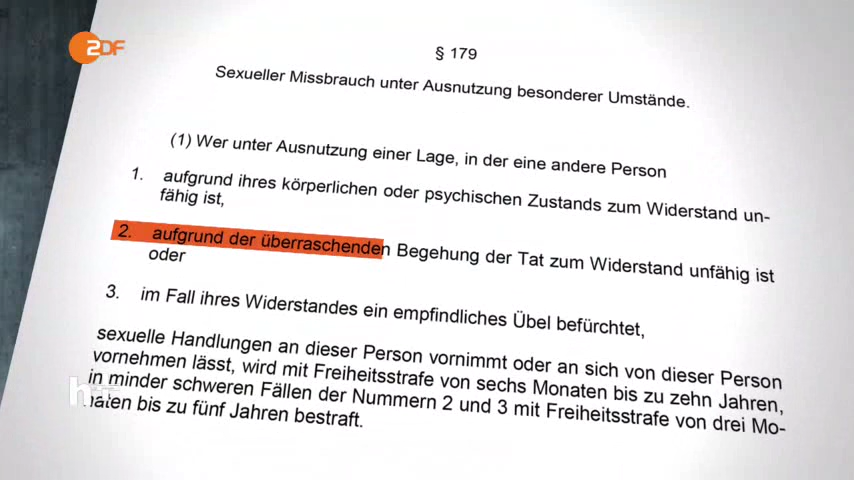 ZDF
§ 179
Sexueller Missbrauch unter Ausnutzung besonderer Umstände.
(1) Wer unter Ausnutzung einer Lage, in der eine andere Person
1. aufgrund ihres körperlichen oder psychischen Zustands zum Widerstand un-
fähig ist,
2. aufgrund der überraschenden Begehung der Tat zum Widerstand unfähig ist
oder
3. im Fall ihres Widerstandes ein empfindliches Übel befürchtet,
sexuelle Handlungen an dieser Person vornimmt oder an sich von dieser Person
vornehmen lässt, wird mit Freiheitsstrafe von sechs Monaten bis zu zehn Jahren,
in minder schweren Fällen der Nummern 2 und 3 mit Freiheitsstrafe von drei Mo-
naten bis zu fünf Jahren bestraft.